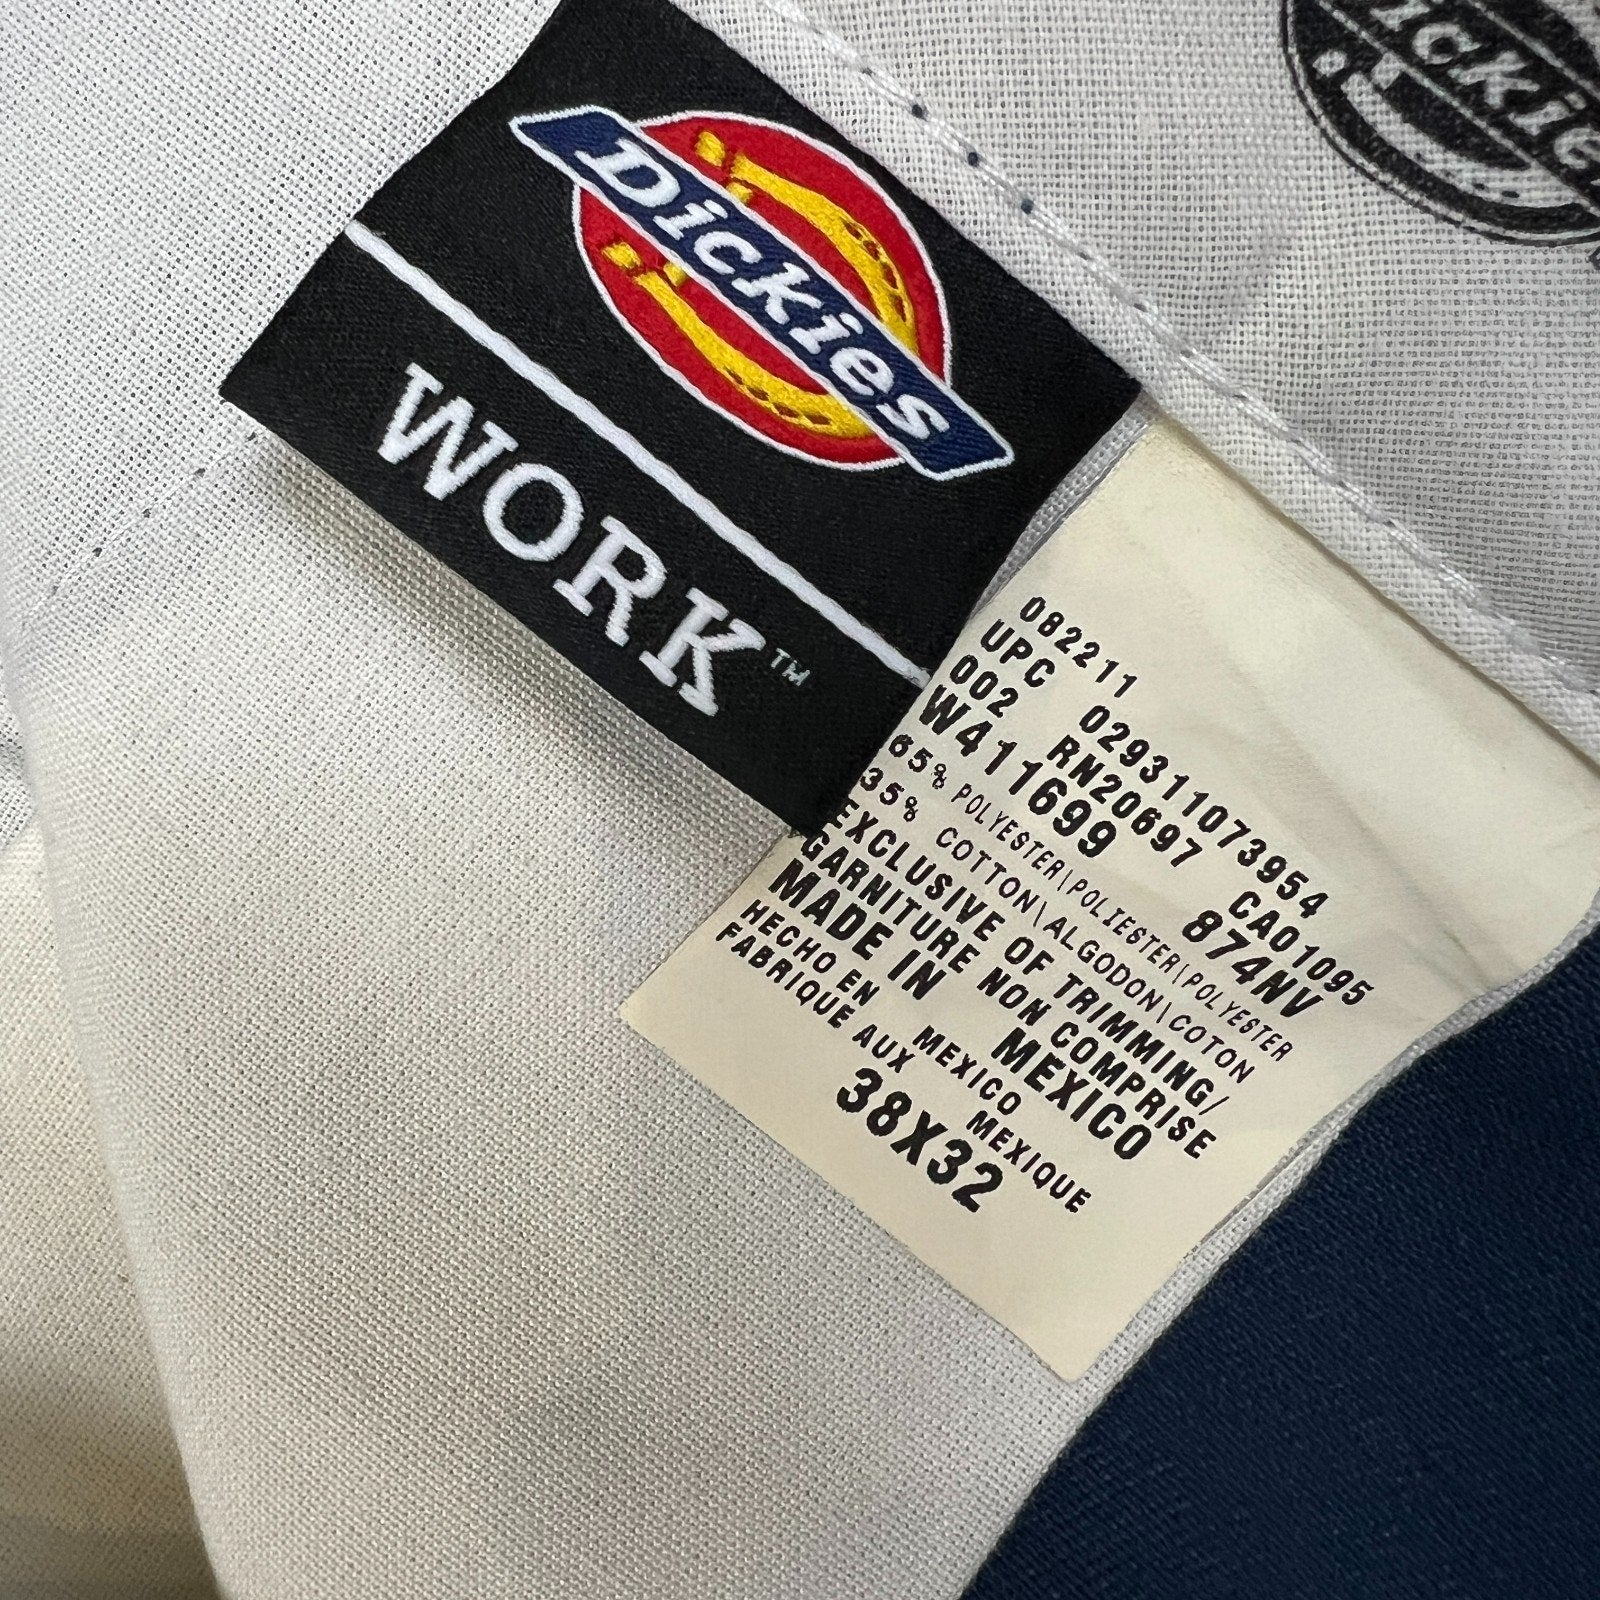 Dickies
WORK™
Dickies
082211
UPC 029311073954
002 RN20697 CA01095
W411699 874NV
65% POLYESTER\POLIESTER\POLYESTER
35% COTTON\ALGODON\COTON
EXCLUSIVE OF TRIMMING/
GARNITURE NON COMPRISE
MADE IN MEXICO
HECHO EN MEXICO
FABRIQUE AUX MEXIQUE
38X32